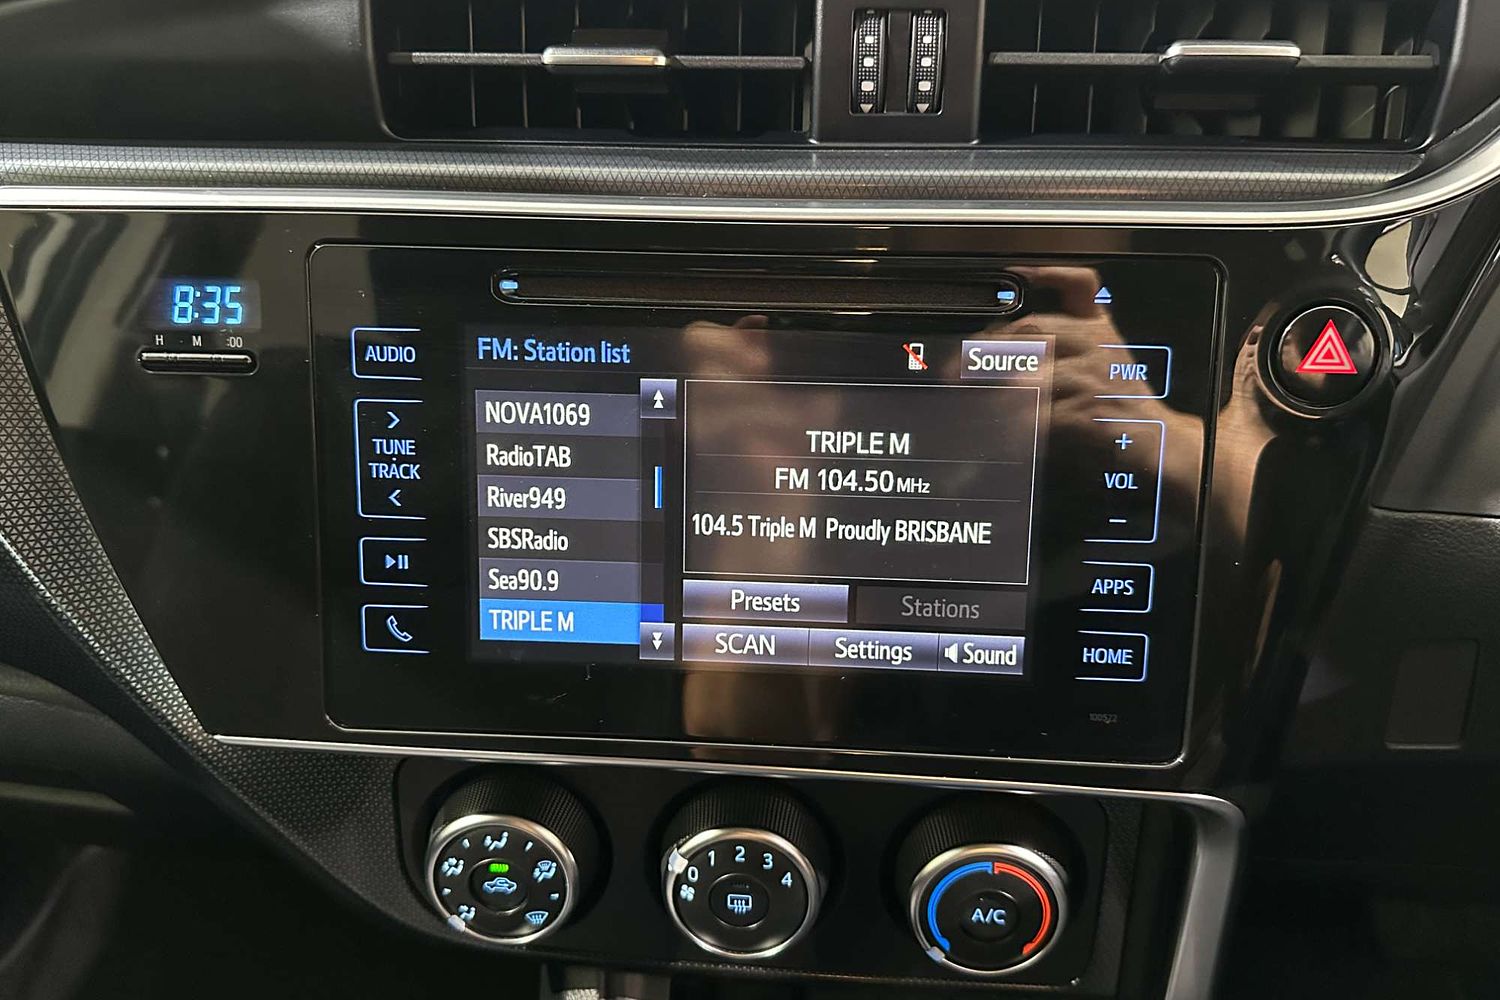 8:35
H M :00
AUDIO
TUNE
TRACK
FM: Station list
Source
NOVA1069
RadioTAB
River949
SBSRadio
Sea90.9
TRIPLE M
TRIPLE M
FM 104.50 MHz
104.5 Triple M Proudly BRISBANE
Presets
Stations
SCAN
Settings
Sound
PWR
+
VOL
−
APPS
HOME
100522
0 1 2 3 4
A/C